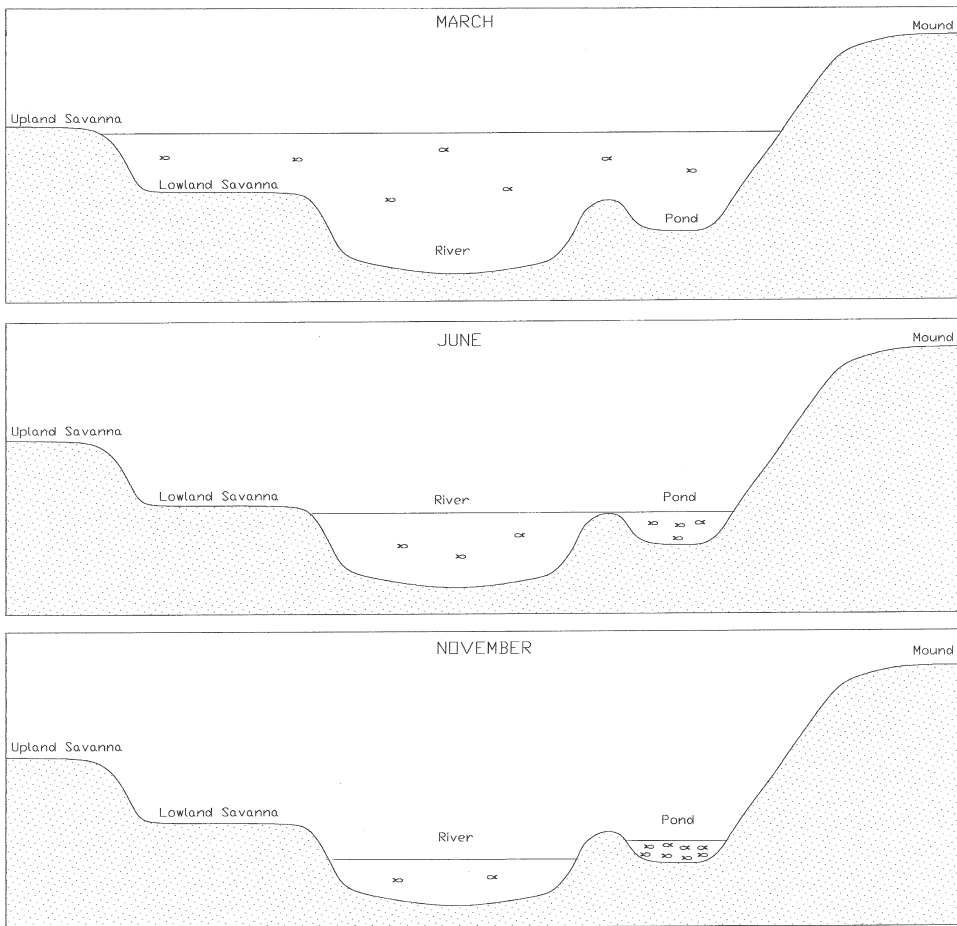 MARCH
Mound
Upland Savanna
Lowland Savanna
Pond
River
JUNE
Mound
Upland Savanna
Lowland Savanna
River
Pond
NOVEMBER
Mound
Upland Savanna
Lowland Savanna
Pond
River